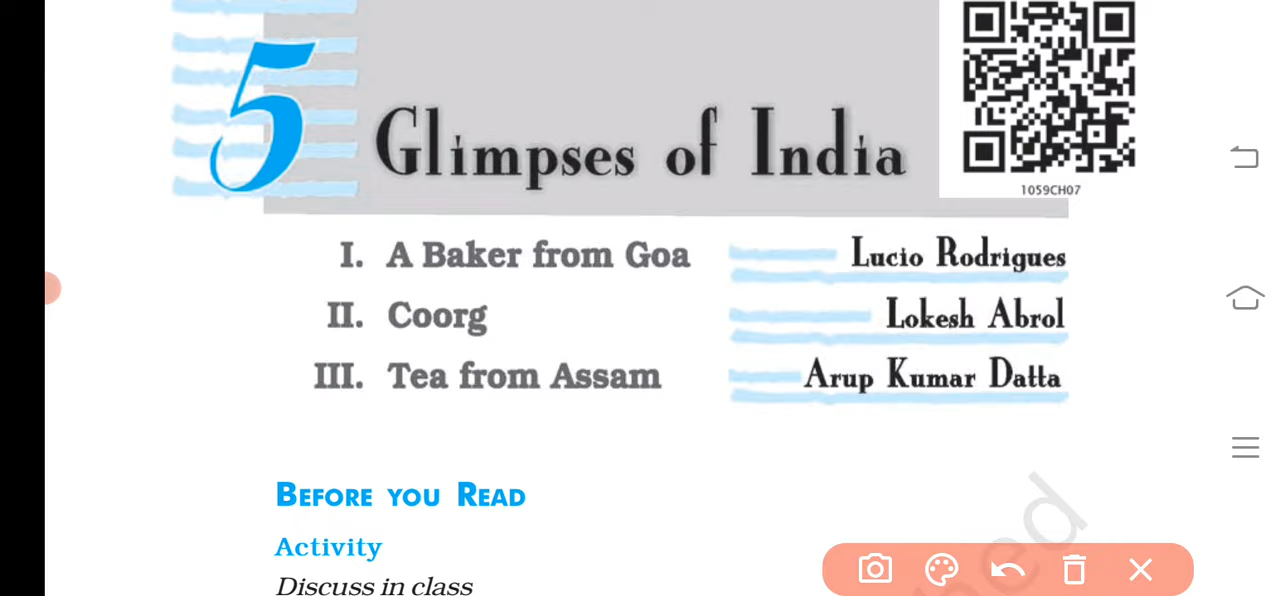 5 Glimpses of India
1059CH07
I. A Baker from Goa Lucio Rodrigues
II. Coorg Lokesh Abrol
III. Tea from Assam Arup Kumar Datta
BEFORE YOU READ
Activity
Discuss in class